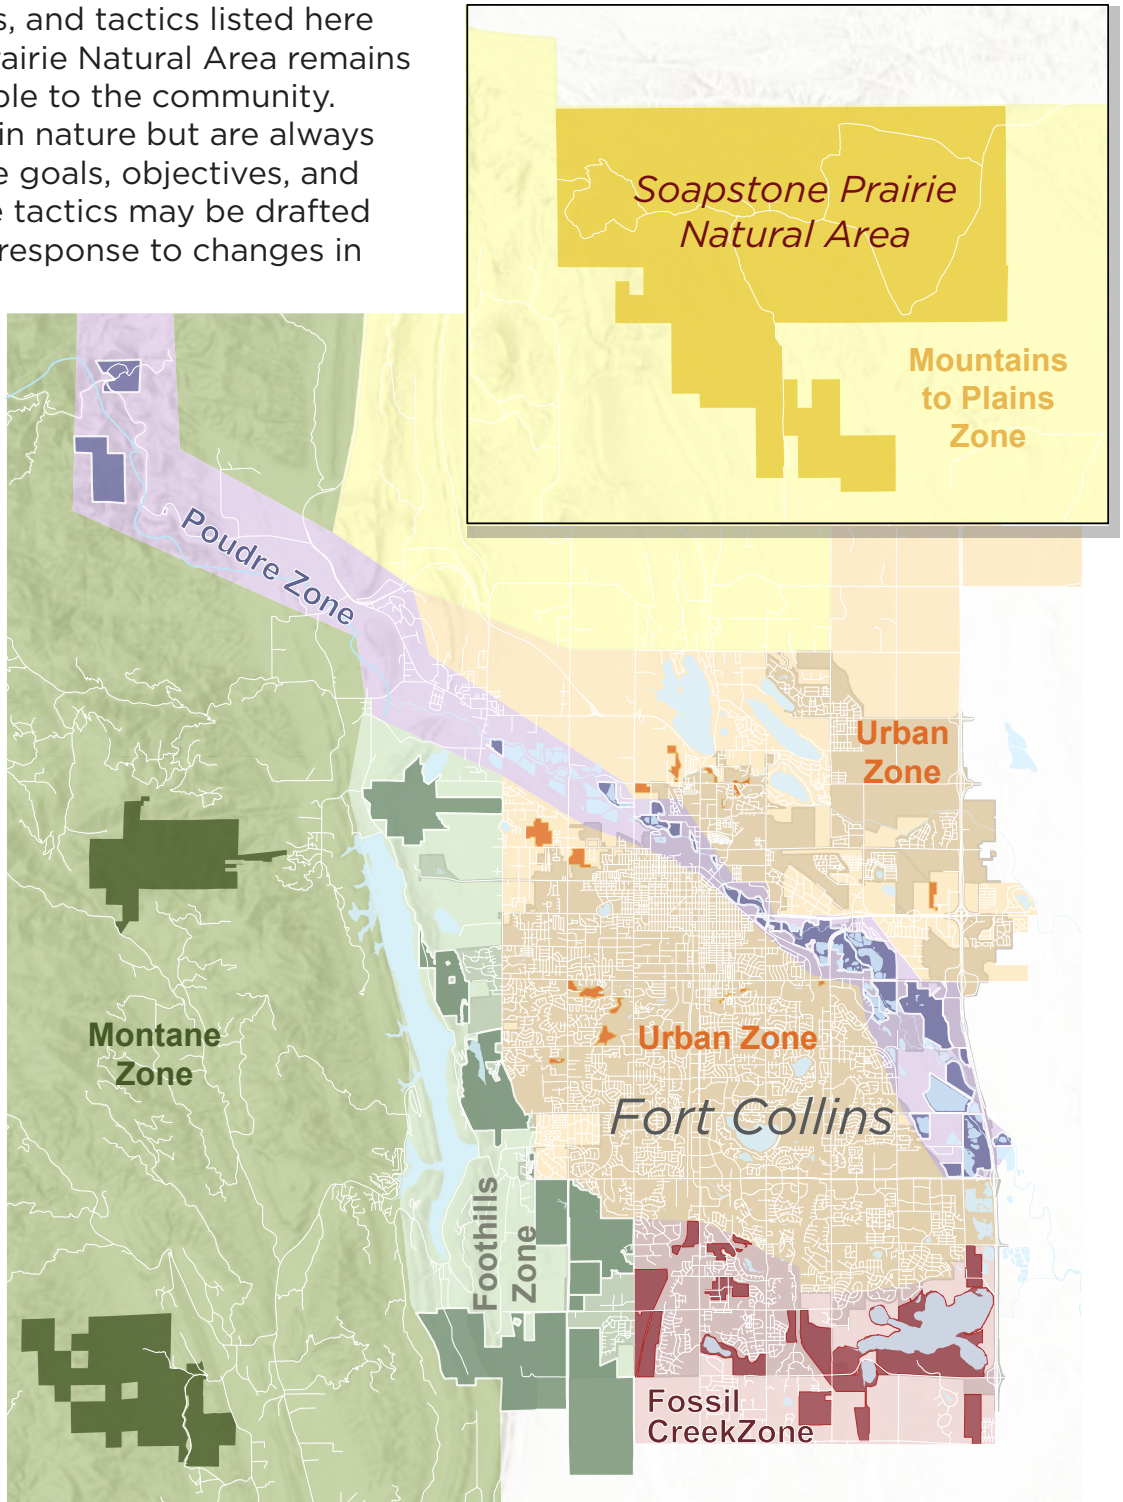 s, and tactics listed here
rairie Natural Area remains
ble to the community.
in nature but are always
e goals, objectives, and
e tactics may be drafted
response to changes in
Soapstone Prairie
Natural Area
Mountains
to Plains
Zone
Poudre Zone
Urban
Zone
Montane
Zone
Urban Zone
Fort Collins
Foothills
Zone
Fossil
CreekZone